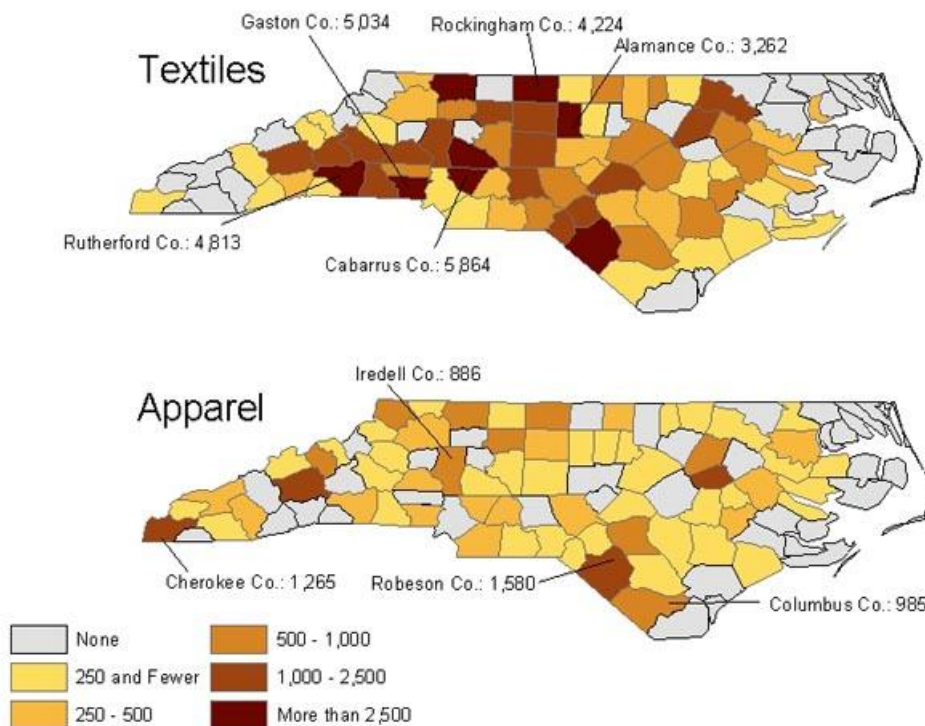 Gaston Co.: 5,034
Rockingham Co.: 4,224
Alamance Co.: 3,262
Textiles
Rutherford Co.: 4,813
Cabarrus Co.: 5,864
Iredell Co.: 886
Apparel
Cherokee Co.: 1,265
Robeson Co.: 1,580
Columbus Co.: 985
None
500 - 1,000
250 and Fewer
1,000 - 2,500
250 - 500
More than 2,500